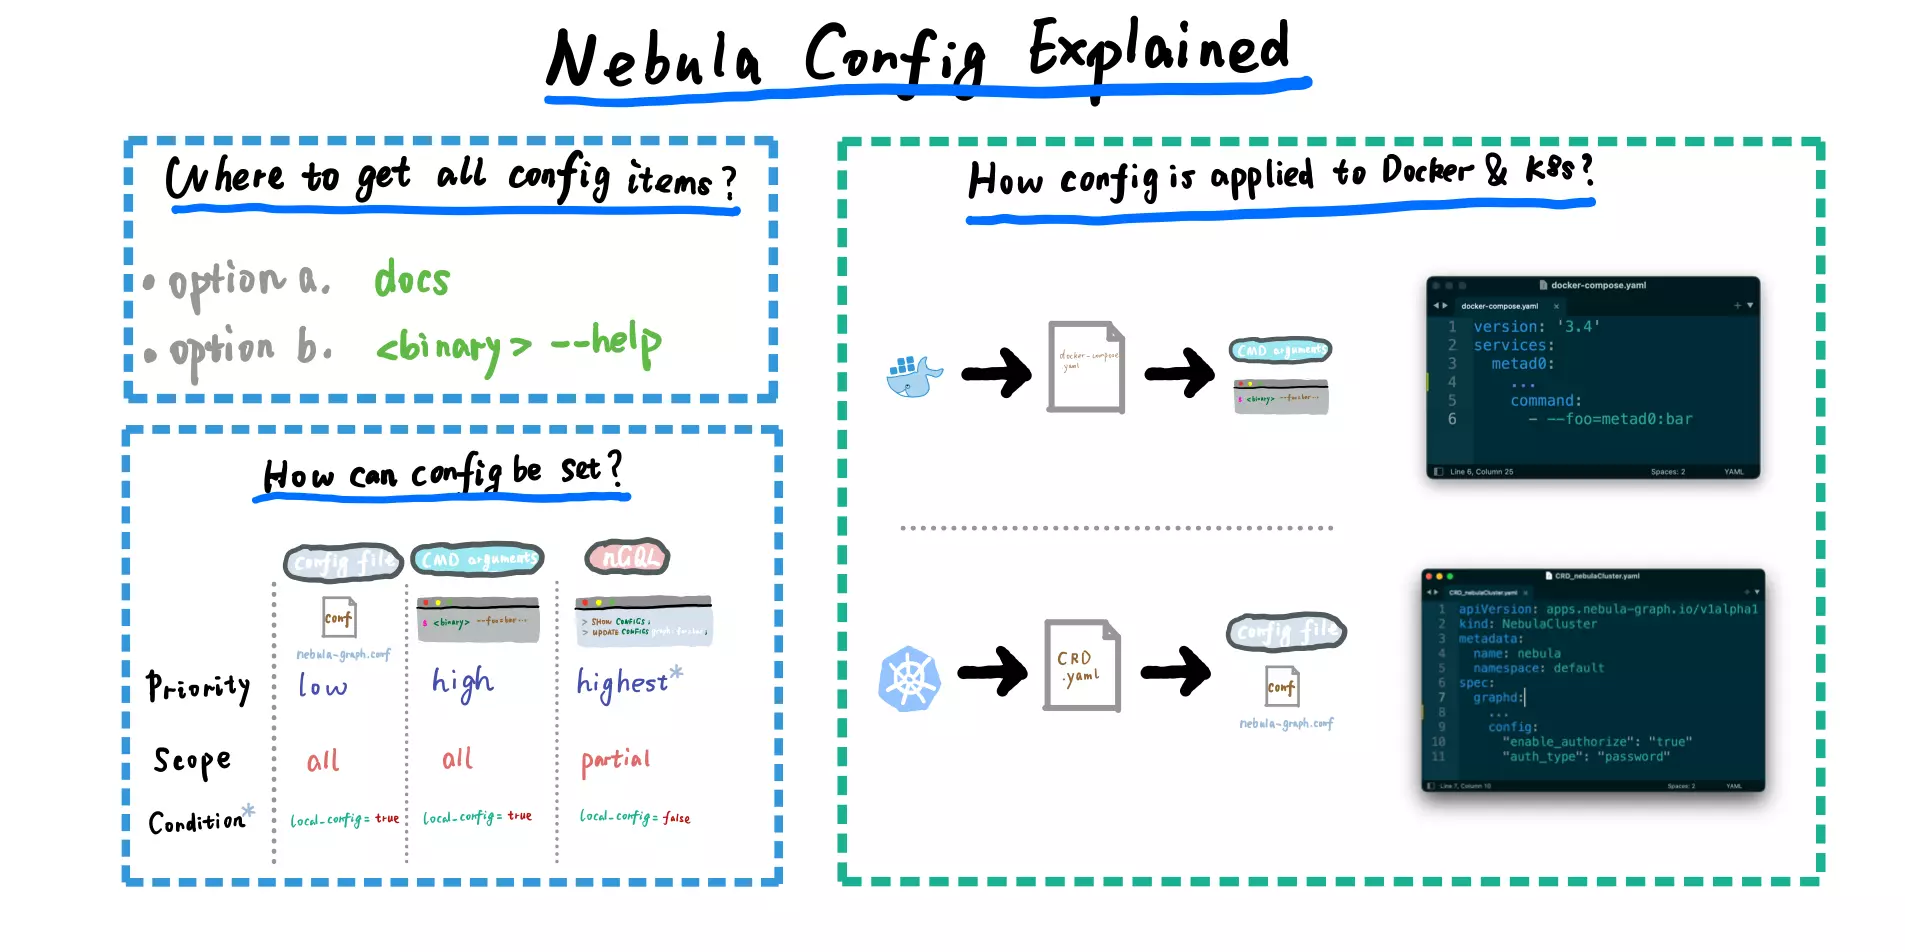 Nebula Config Explained
Where to get all config items?
• option a. docs
• option b. <binary> --help
How can config be set?
config file
CMD arguments
nGQL
conf
$ <binary> --foo=bar...
> SHOW CONFIGS;
> UPDATE CONFIGS graph:foo=bar;
nebula-graph.conf
Priority low high highest*
Scope all all partial
Condition* local_config=true local_config=true local_config=false
How config is applied to Docker & K8s?
docker-compose
.yaml
CMD arguments
$ <binary> --foo=bar...
docker-compose.yaml
docker-compose.yaml ×
1 version: '3.4'
2 services:
3 metad0:
4 ...
5 command:
6 - --foo=metad0:bar
Line 6, Column 25 Spaces: 2 YAML
CRD
.yaml
config file
conf
nebula-graph.conf
CRD_nebulaCluster.yaml
CRD_nebulaCluster.yaml ×
1 apiVersion: apps.nebula-graph.io/v1alpha1
2 kind: NebulaCluster
3 metadata:
4 name: nebula
5 namespace: default
6 spec:
7 graphd:
8 ...
9 config:
10 "enable_authorize": "true"
11 "auth_type": "password"
Line 7, Column 10 Spaces: 2 YAML